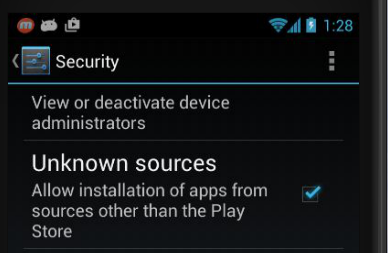 1:28
Security
View or deactivate device
administrators
Unknown sources
Allow installation of apps from
sources other than the Play
Store